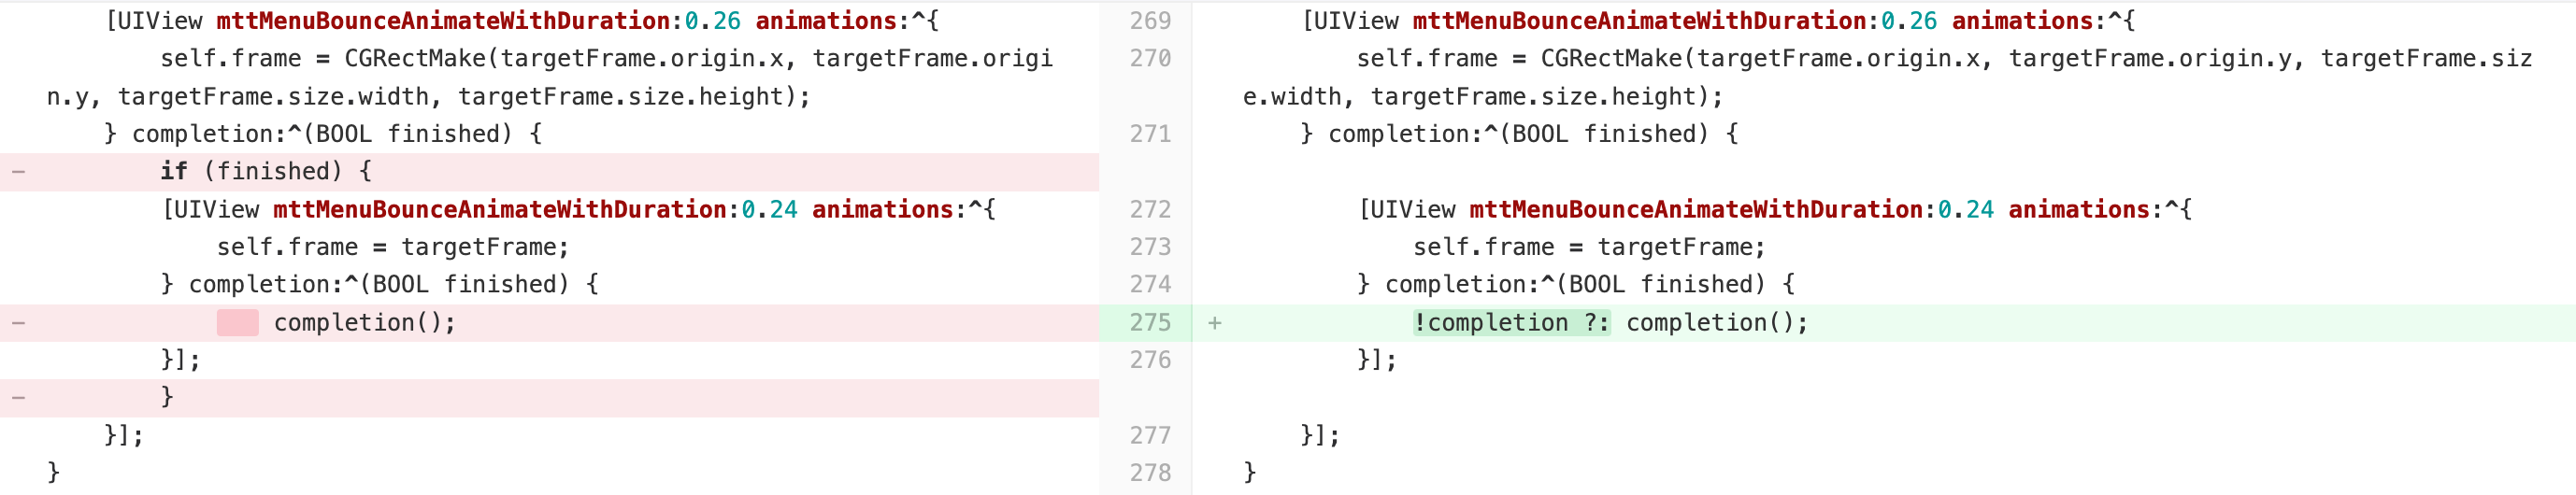 [UIView mttMenuBounceAnimateWithDuration:0.26 animations:^{
self.frame = CGRectMake(targetFrame.origin.x, targetFrame.origi
n.y, targetFrame.size.width, targetFrame.size.height);
} completion:^(BOOL finished) {
- if (finished) {
[UIView mttMenuBounceAnimateWithDuration:0.24 animations:^{
self.frame = targetFrame;
} completion:^(BOOL finished) {
- completion();
}];
- }
}];
}
269 [UIView mttMenuBounceAnimateWithDuration:0.26 animations:^{
270 self.frame = CGRectMake(targetFrame.origin.x, targetFrame.origin.y, targetFrame.siz
e.width, targetFrame.size.height);
271 } completion:^(BOOL finished) {
272 [UIView mttMenuBounceAnimateWithDuration:0.24 animations:^{
273 self.frame = targetFrame;
274 } completion:^(BOOL finished) {
275 + !completion ?: completion();
276 }];
277 }];
278 }